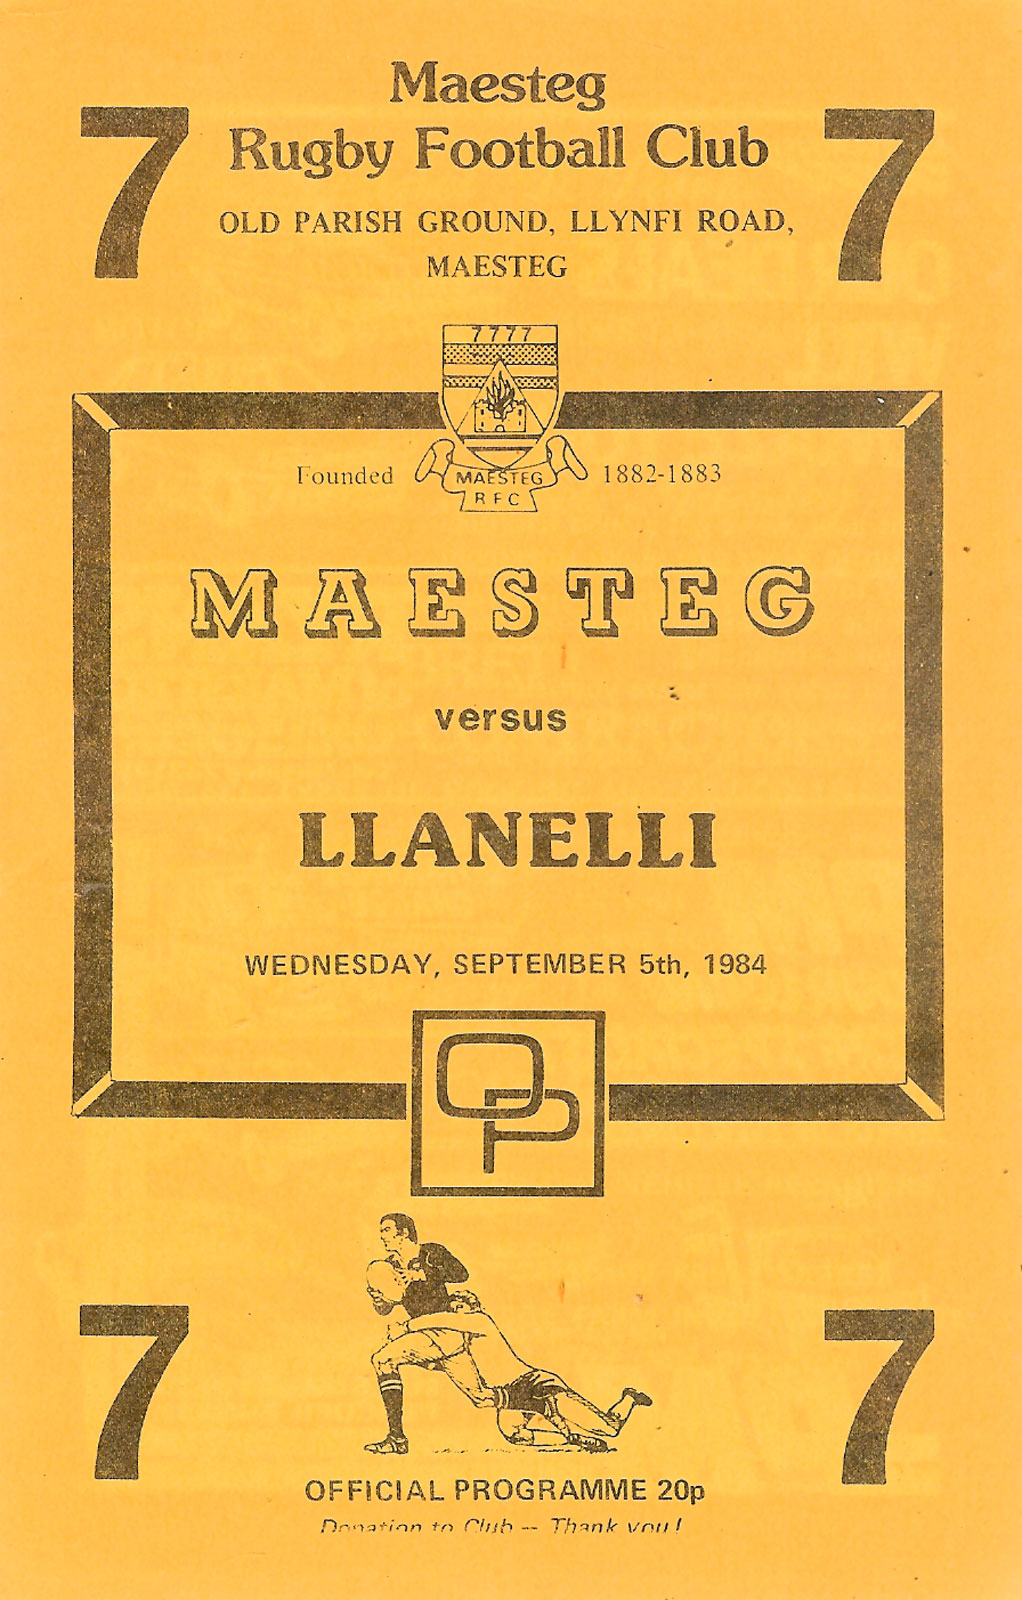 7 7
Maesteg
Rugby Football Club
OLD PARISH GROUND, LLYNFI ROAD,
MAESTEG
7777
Founded 1882-1883
MAESTEG
RFC
MAESTEG
versus
LLANELLI
WEDNESDAY, SEPTEMBER 5th, 1984
OP
7 7
OFFICIAL PROGRAMME 20p
Donation to Club -- Thank you!